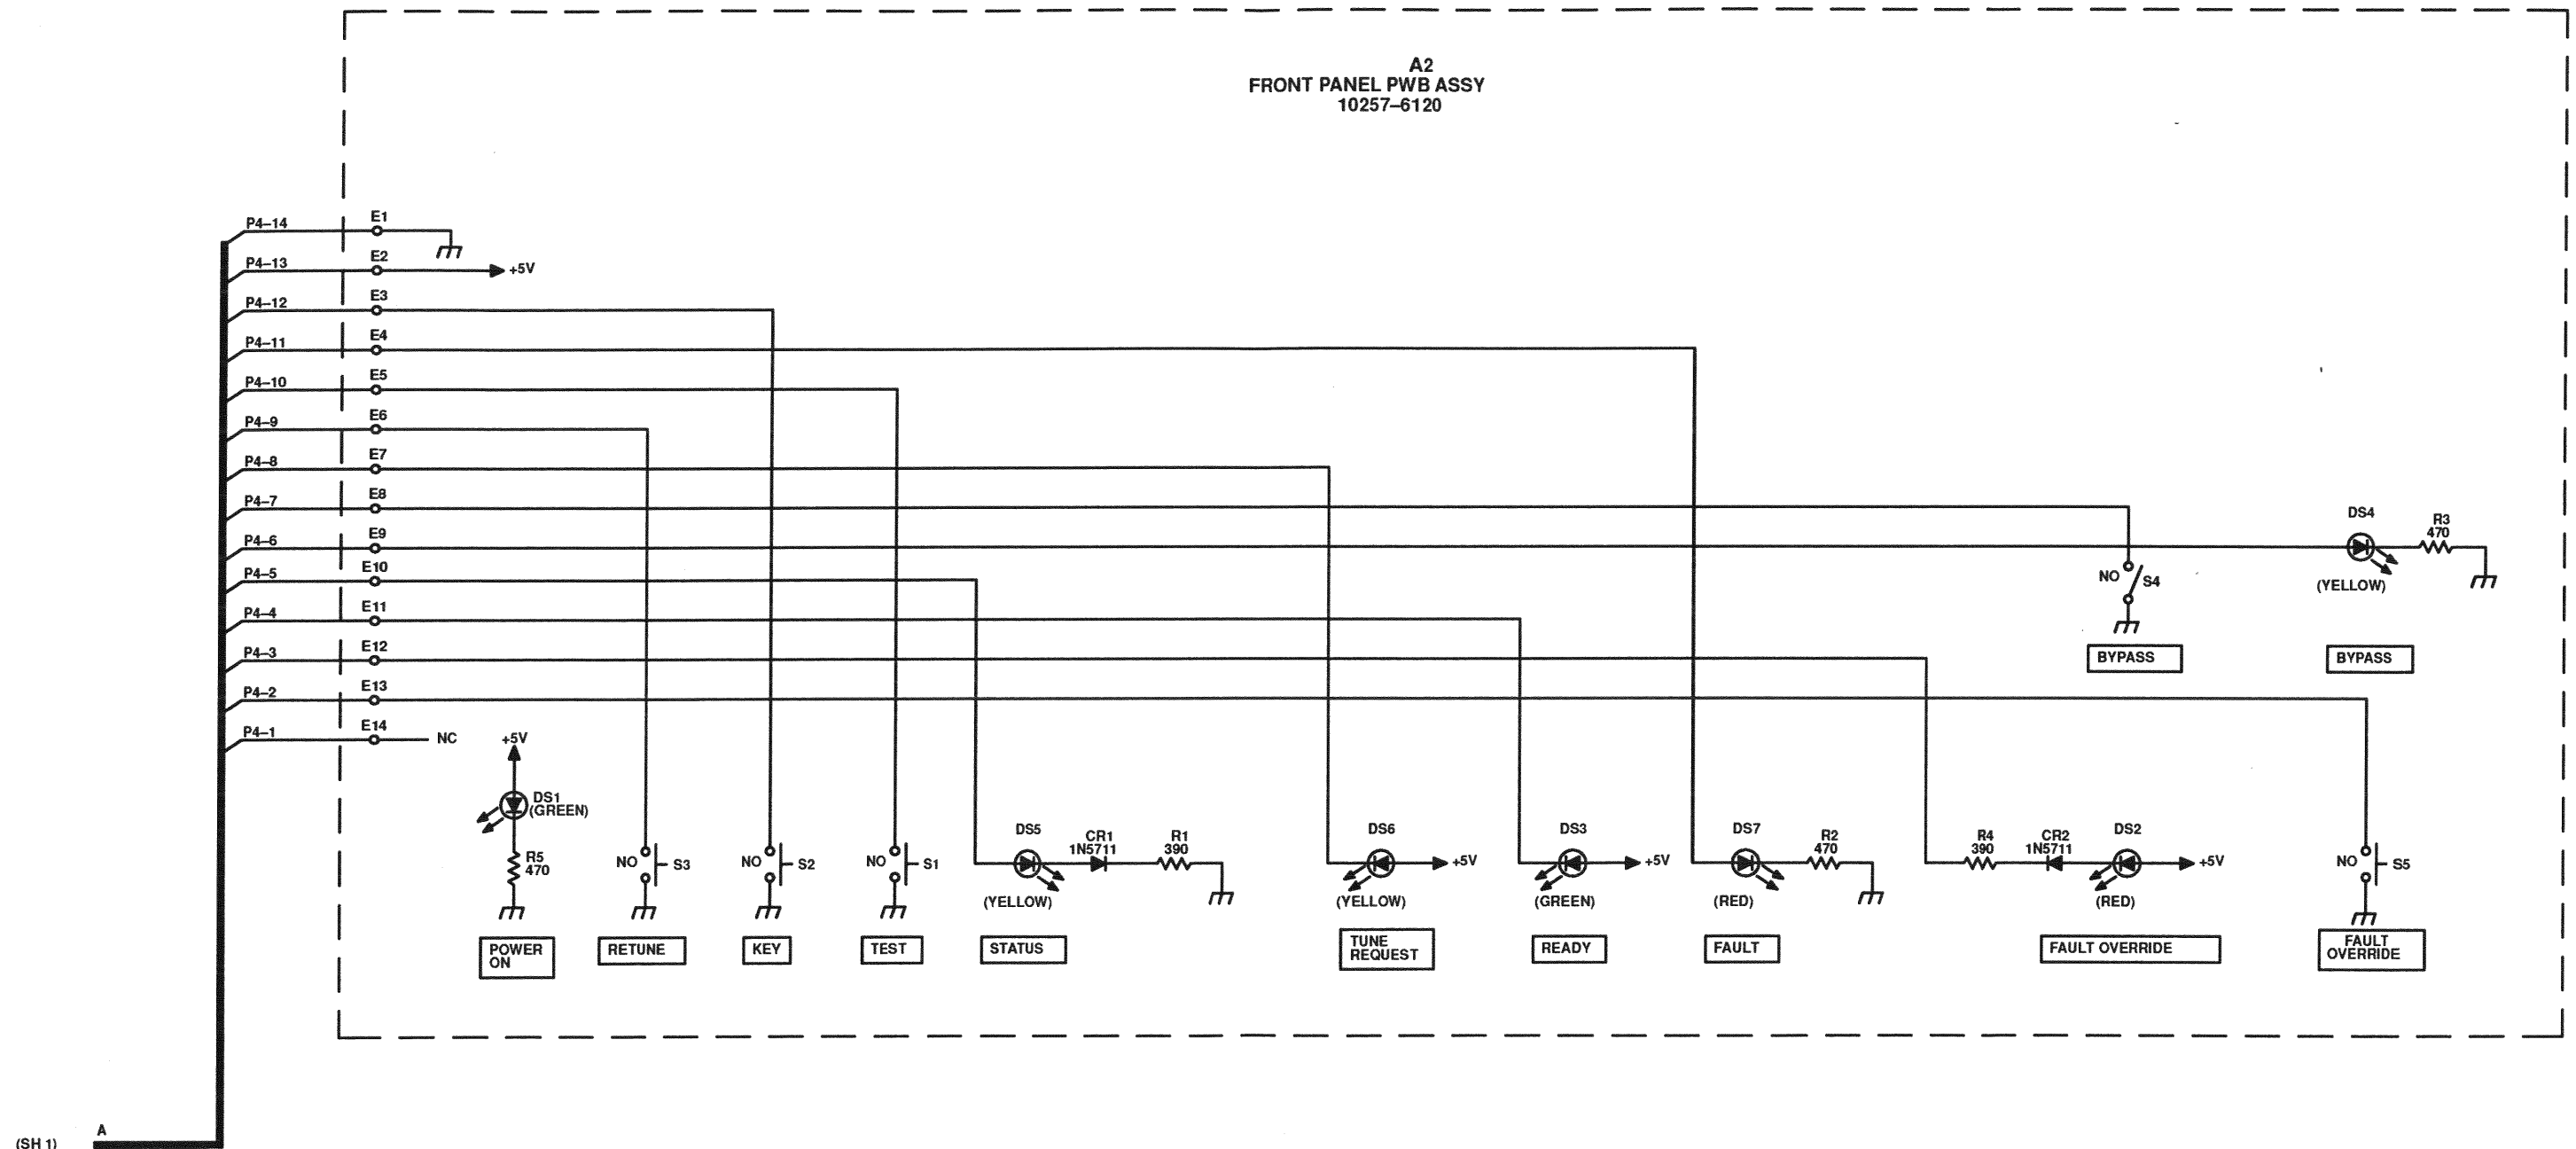 A2
FRONT PANEL PWB ASSY
10257–6120
P4–14 E1
P4–13 E2 +5V
P4–12 E3
P4–11 E4
P4–10 E5
P4–9 E6
P4–8 E7
P4–7 E8
P4–6 E9
P4–5 E10
P4–4 E11
P4–3 E12
P4–2 E13
P4–1 E14 NC
DS4
R3
470
(YELLOW)
NO S4
BYPASS
BYPASS
+5V
DS1
(GREEN)
R5
470
POWER
ON
NO S3
RETUNE
NO S2
KEY
NO S1
TEST
DS5
CR1
1N5711
R1
390
(YELLOW)
STATUS
DS6
+5V
(YELLOW)
TUNE
REQUEST
DS3
+5V
(GREEN)
READY
DS7
R2
470
(RED)
FAULT
R4
390
CR2
1N5711
DS2
+5V
(RED)
FAULT OVERRIDE
NO S5
FAULT
OVERRIDE
(SH 1) A